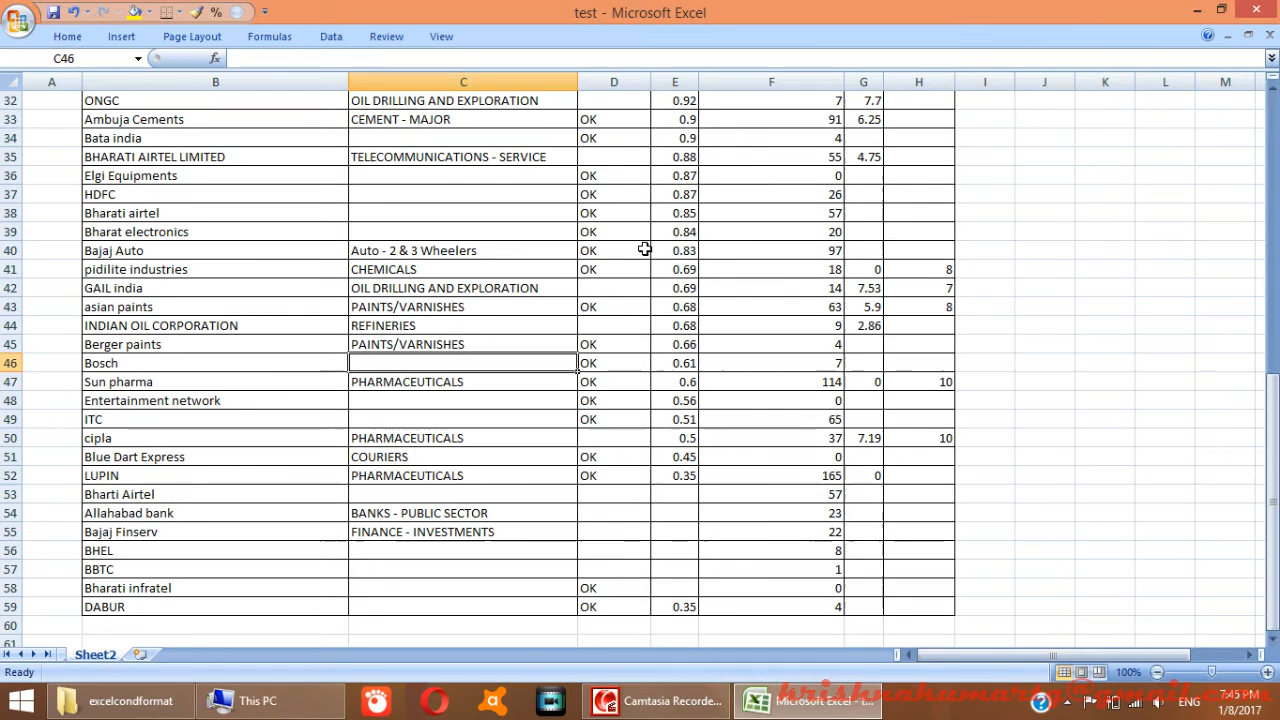 test - Microsoft Excel
Home Insert Page Layout Formulas Data Review View
C46 fx
A B C D E F G H I J K L M
32 ONGC OIL DRILLING AND EXPLORATION 0.92 7 7.7
33 Ambuja Cements CEMENT - MAJOR OK 0.9 91 6.25
34 Bata india OK 0.9 4
35 BHARATI AIRTEL LIMITED TELECOMMUNICATIONS - SERVICE 0.88 55 4.75
36 Elgi Equipments OK 0.87 0
37 HDFC OK 0.87 26
38 Bharati airtel OK 0.85 57
39 Bharat electronics OK 0.84 20
40 Bajaj Auto Auto - 2 & 3 Wheelers OK 0.83 97
41 pidilite industries CHEMICALS OK 0.69 18 0 8
42 GAIL india OIL DRILLING AND EXPLORATION 0.69 14 7.53 7
43 asian paints PAINTS/VARNISHES OK 0.68 63 5.9 8
44 INDIAN OIL CORPORATION REFINERIES 0.68 9 2.86
45 Berger paints PAINTS/VARNISHES OK 0.66 4
46 Bosch OK 0.61 7
47 Sun pharma PHARMACEUTICALS OK 0.6 114 0 10
48 Entertainment network OK 0.56 0
49 ITC OK 0.51 65
50 cipla PHARMACEUTICALS 0.5 37 7.19 10
51 Blue Dart Express COURIERS OK 0.45 0
52 LUPIN PHARMACEUTICALS OK 0.35 165 0
53 Bharti Airtel 57
54 Allahabad bank BANKS - PUBLIC SECTOR 23
55 Bajaj Finserv FINANCE - INVESTMENTS 22
56 BHEL 8
57 BBTC 1
58 Bharati infratel OK 0
59 DABUR OK 0.35 4
60
61
Sheet2
Ready 100%
excelcondformat This PC Camtasia Recorde... Microsoft Excel - t... ENG 7:45 PM
1/8/2017